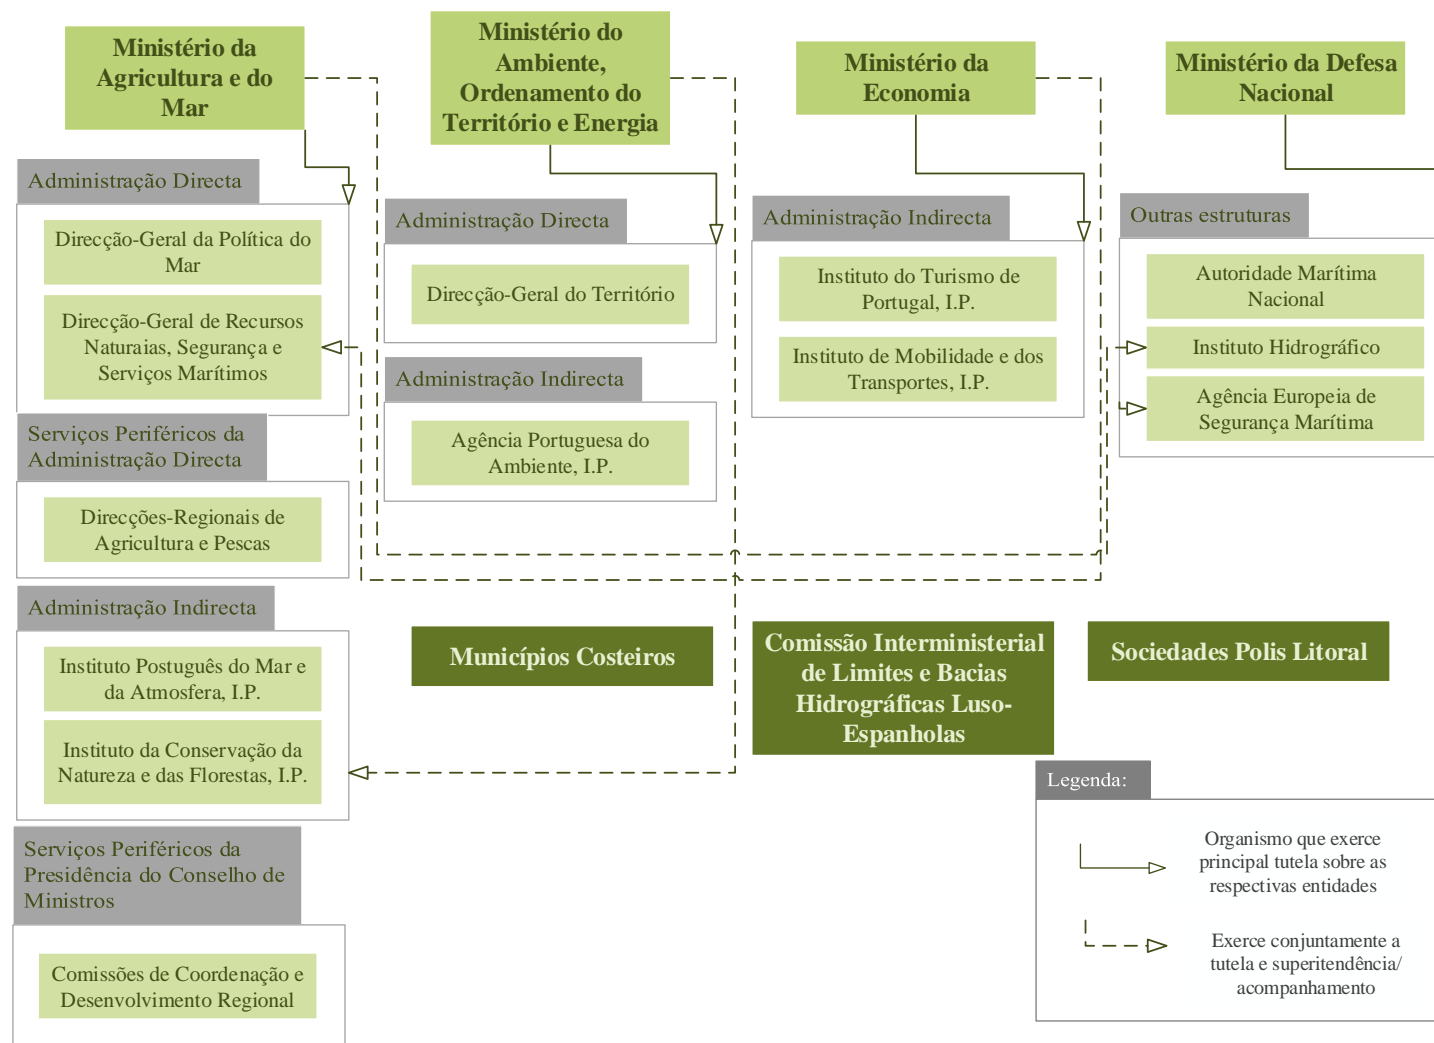 Ministério da
Agricultura e do
Mar
Administração Directa
Direcção-Geral da Política do
Mar
Direcção-Geral de Recursos
Naturaias, Segurança e
Serviços Marítimos
Serviços Periféricos da
Administração Directa
Direcções-Regionais de
Agricultura e Pescas
Administração Indirecta
Instituto Postuguês do Mar e
da Atmosfera, I.P.
Instituto da Conservação da
Natureza e das Florestas, I.P.
Serviços Periféricos da
Presidência do Conselho de
Ministros
Comissões de Coordenação e
Desenvolvimento Regional
Ministério do
Ambiente,
Ordenamento do
Território e Energia
Administração Directa
Direcção-Geral do Território
Administração Indirecta
Agência Portuguesa do
Ambiente, I.P.
Ministério da
Economia
Administração Indirecta
Instituto do Turismo de
Portugal, I.P.
Instituto de Mobilidade e dos
Transportes, I.P.
Ministério da Defesa
Nacional
Outras estruturas
Autoridade Marítima
Nacional
Instituto Hidrográfico
Agência Europeia de
Segurança Marítima
Municípios Costeiros
Comissão Interministerial
de Limites e Bacias
Hidrográficas Luso-
Espanholas
Sociedades Polis Litoral
Legenda:
Organismo que exerce
principal tutela sobre as
respectivas entidades
Exerce conjuntamente a
tutela e superitendência/
acompanhamento